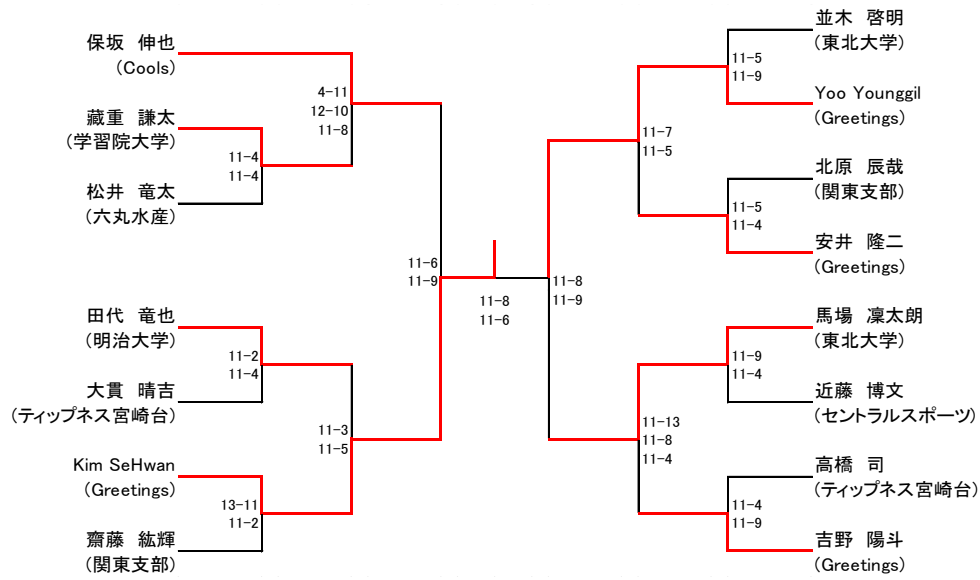 保坂 伸也
(Cools)
藏重 謙太
(学習院大学)
松井 竜太
(六丸水産)
田代 竜也
(明治大学)
大貫 晴吉
(ティップネス宮崎台)
Kim SeHwan
(Greetings)
齋藤 紘輝
(関東支部)
4-11
12-10
11-8
11-4
11-4
11-2
11-4
11-3
11-5
13-11
11-2
11-6
11-9
11-8
11-6
11-8
11-9
11-7
11-5
11-13
11-8
11-4
11-5
11-9
11-5
11-4
11-9
11-4
11-4
11-9
並木 啓明
(東北大学)
Yoo Younggil
(Greetings)
北原 辰哉
(関東支部)
安井 隆二
(Greetings)
馬場 凜太朗
(東北大学)
近藤 博文
(セントラルスポーツ)
高橋 司
(ティップネス宮崎台)
吉野 陽斗
(Greetings)